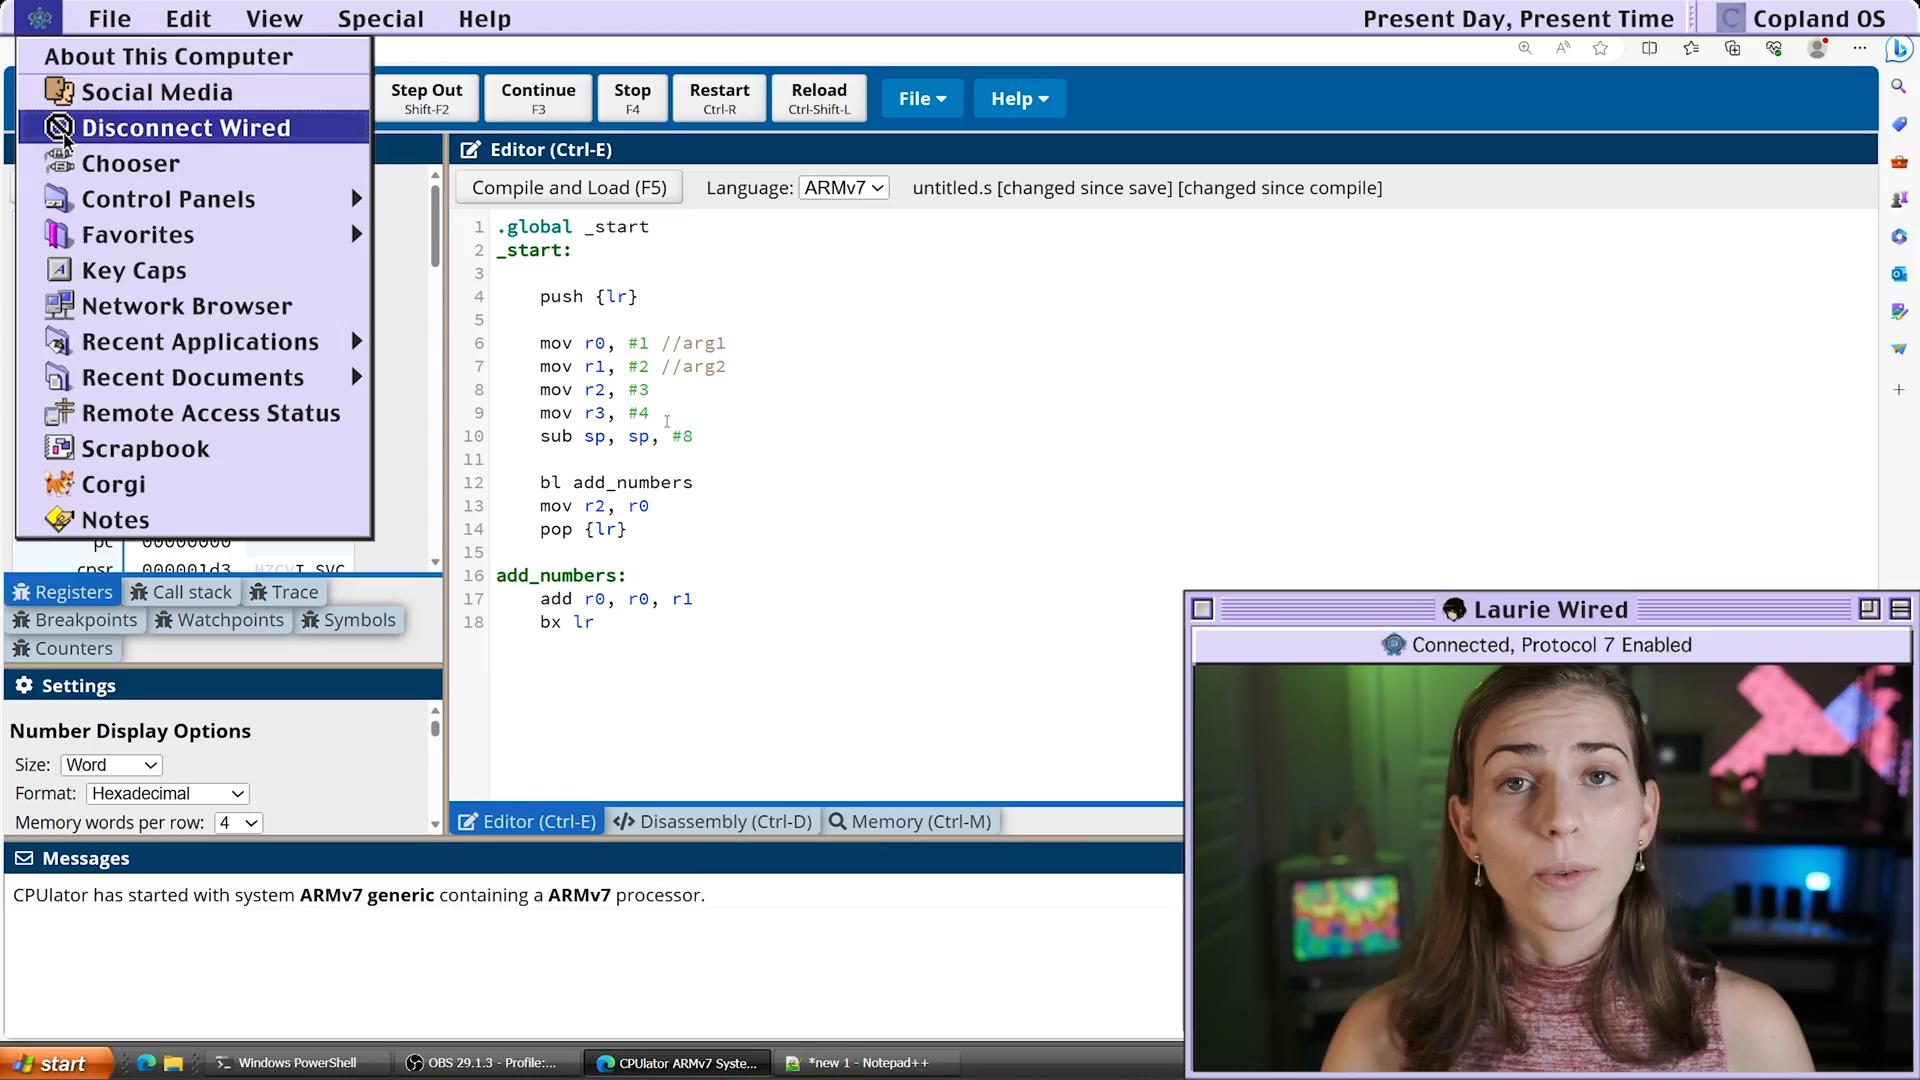 File Edit View Special Help Present Day, Present Time Copland OS
About This Computer
Social Media
Disconnect Wired
Chooser
Control Panels
Favorites
Key Caps
Network Browser
Recent Applications
Recent Documents
Remote Access Status
Scrapbook
Corgi
Notes
Step Out
Shift-F2
Continue
F3
Stop
F4
Restart
Ctrl-R
Reload
Ctrl-Shift-L
File
Help
Editor (Ctrl-E)
Compile and Load (F5) Language: ARMv7 untitled.s [changed since save] [changed since compile]
1 .global _start
2 _start:
3
4 push {lr}
5
6 mov r0, #1 //arg1
7 mov r1, #2 //arg2
8 mov r2, #3
9 mov r3, #4
10 sub sp, sp, #8
11
12 bl add_numbers
13 mov r2, r0
14 pop {lr}
15
16 add_numbers:
17 add r0, r0, r1
18 bx lr
pc 00000000
cpsr 000001d3 NZCVI SVC
Registers Call stack Trace
Breakpoints Watchpoints Symbols
Counters
Settings
Number Display Options
Size: Word
Format: Hexadecimal
Memory words per row: 4
Editor (Ctrl-E) Disassembly (Ctrl-D) Memory (Ctrl-M)
Messages
CPUlator has started with system ARMv7 generic containing a ARMv7 processor.
Laurie Wired
Connected, Protocol 7 Enabled
start Windows PowerShell OBS 29.1.3 - Profile:... CPUlator ARMv7 Syste... *new 1 - Notepad++